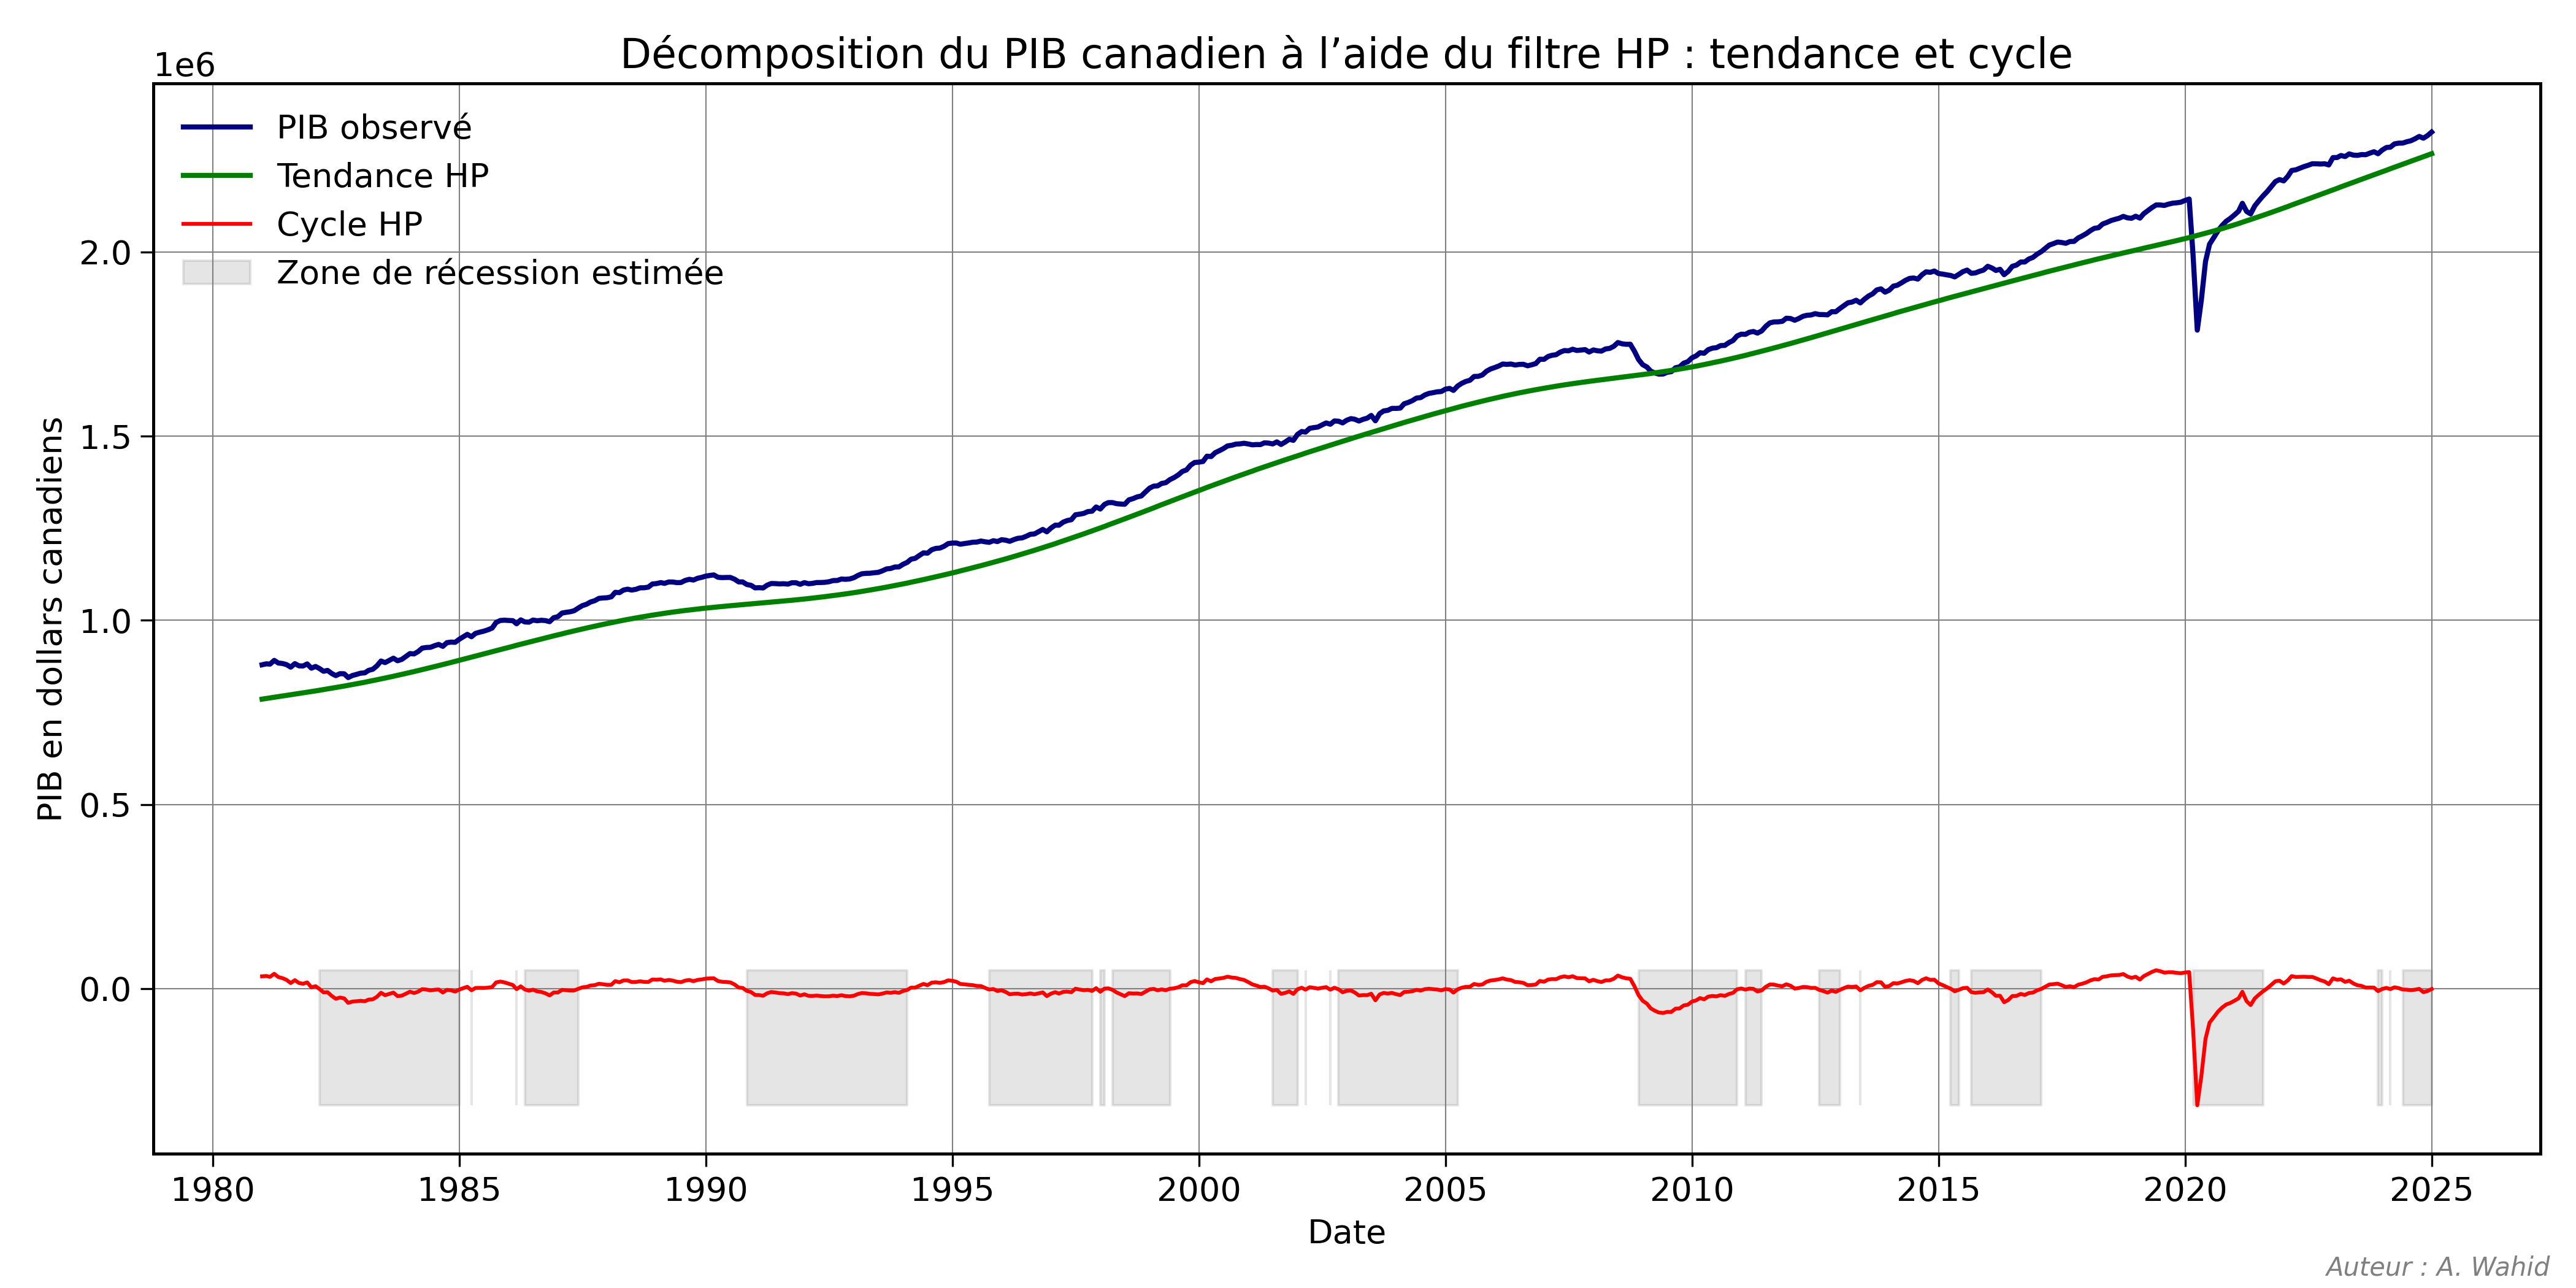 Décomposition du PIB canadien à l’aide du filtre HP : tendance et cycle
1e6
PIB observé
Tendance HP
Cycle HP
Zone de récession estimée
PIB en dollars canadiens
2.0
1.5
1.0
0.5
0.0
1980 1985 1990 1995 2000 2005 2010 2015 2020 2025
Date
Auteur : A. Wahid